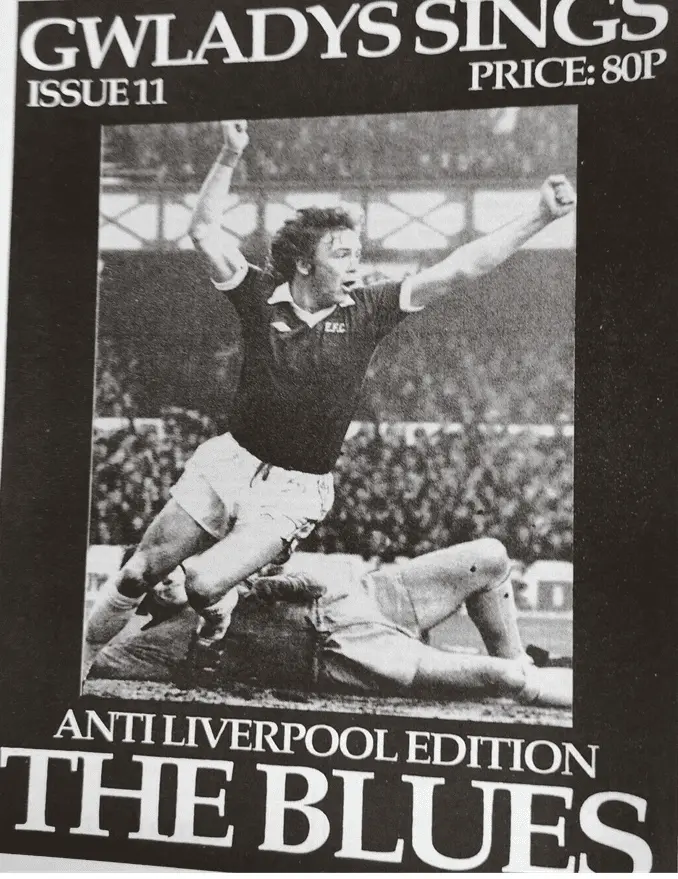 GWLADYS SINGS
ISSUE 11
PRICE: 80P
E.F.C.
ANTI LIVERPOOL EDITION
THE BLUES